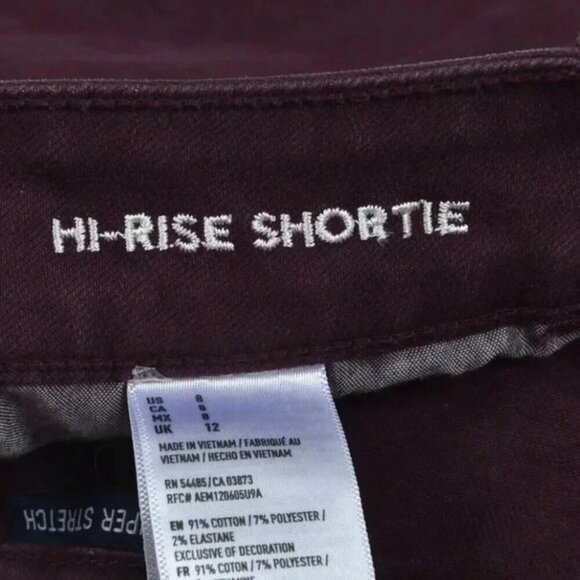 HI-RISE SHORTIE
US 8
CA 8
MX 8
UK 12
MADE IN VIETNAM / FABRIQUÉ AU
VIETNAM / HECHO EN VIETNAM
RN 54485/CA 03873
RFC# AEM120605U9A
EN 91% COTTON / 7% POLYESTER /
2% ELASTANE
EXCLUSIVE OF DECORATION
FR 91% COTON / 7% POLYESTER /
PER STRETCH